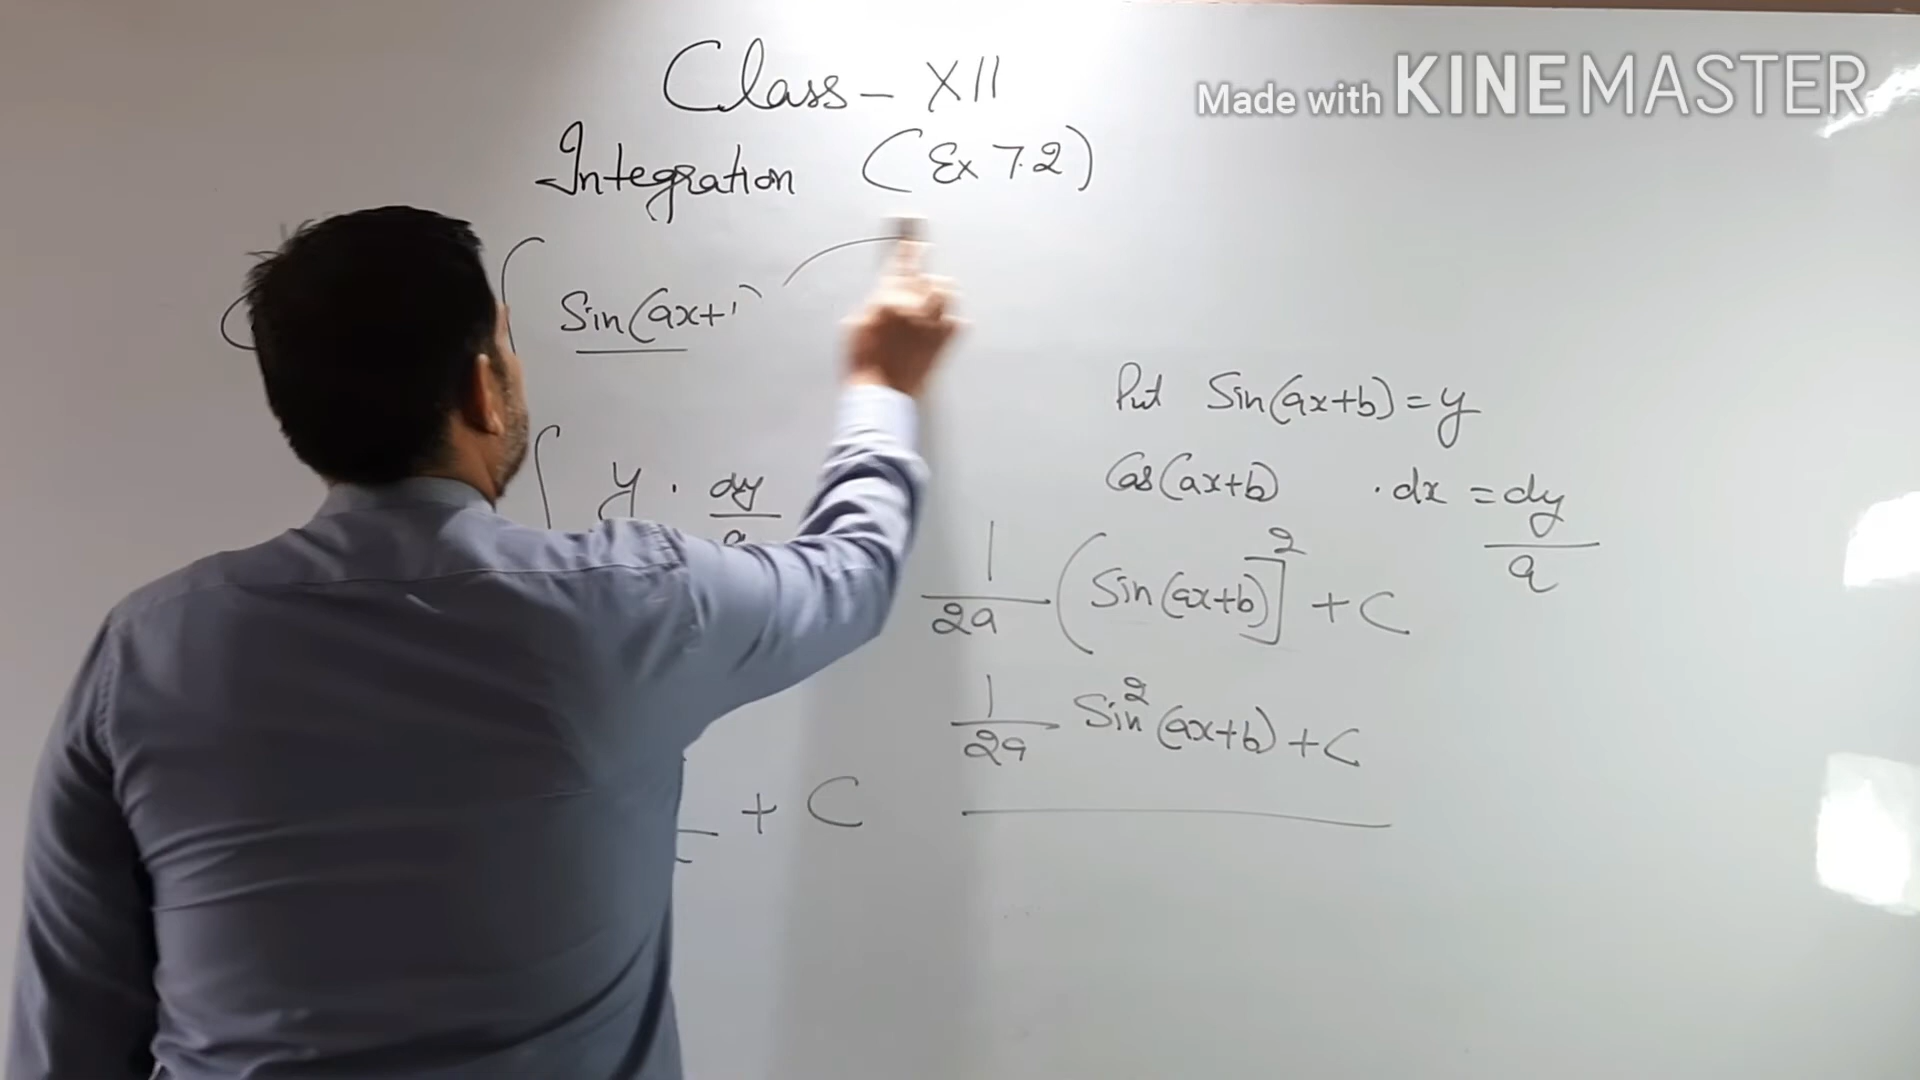 Class - XII
Made with KINEMASTER
Integration (Ex 7.2)
∫ Sin(ax+
Put Sin(ax+b) = y
∫ y . dy/a
Cos(ax+b) . dx = dy/a
1/2a (Sin(ax+b)]² + C
1/2a Sin²(ax+b) + C
+ C